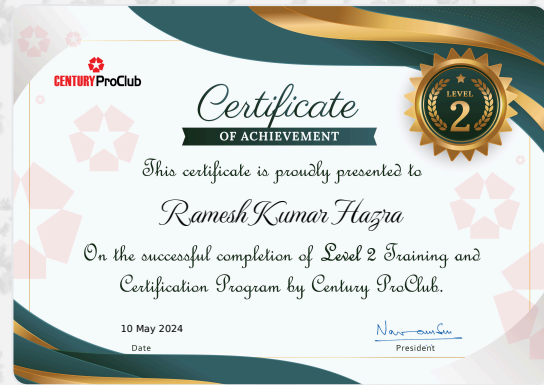 CENTURY ProClub
Certificate
OF ACHIEVEMENT
LEVEL
2
This certificate is proudly presented to
Ramesh Kumar Hazra
On the successful completion of Level 2 Training and
Certification Program by Century ProClub.
10 May 2024
Date
President